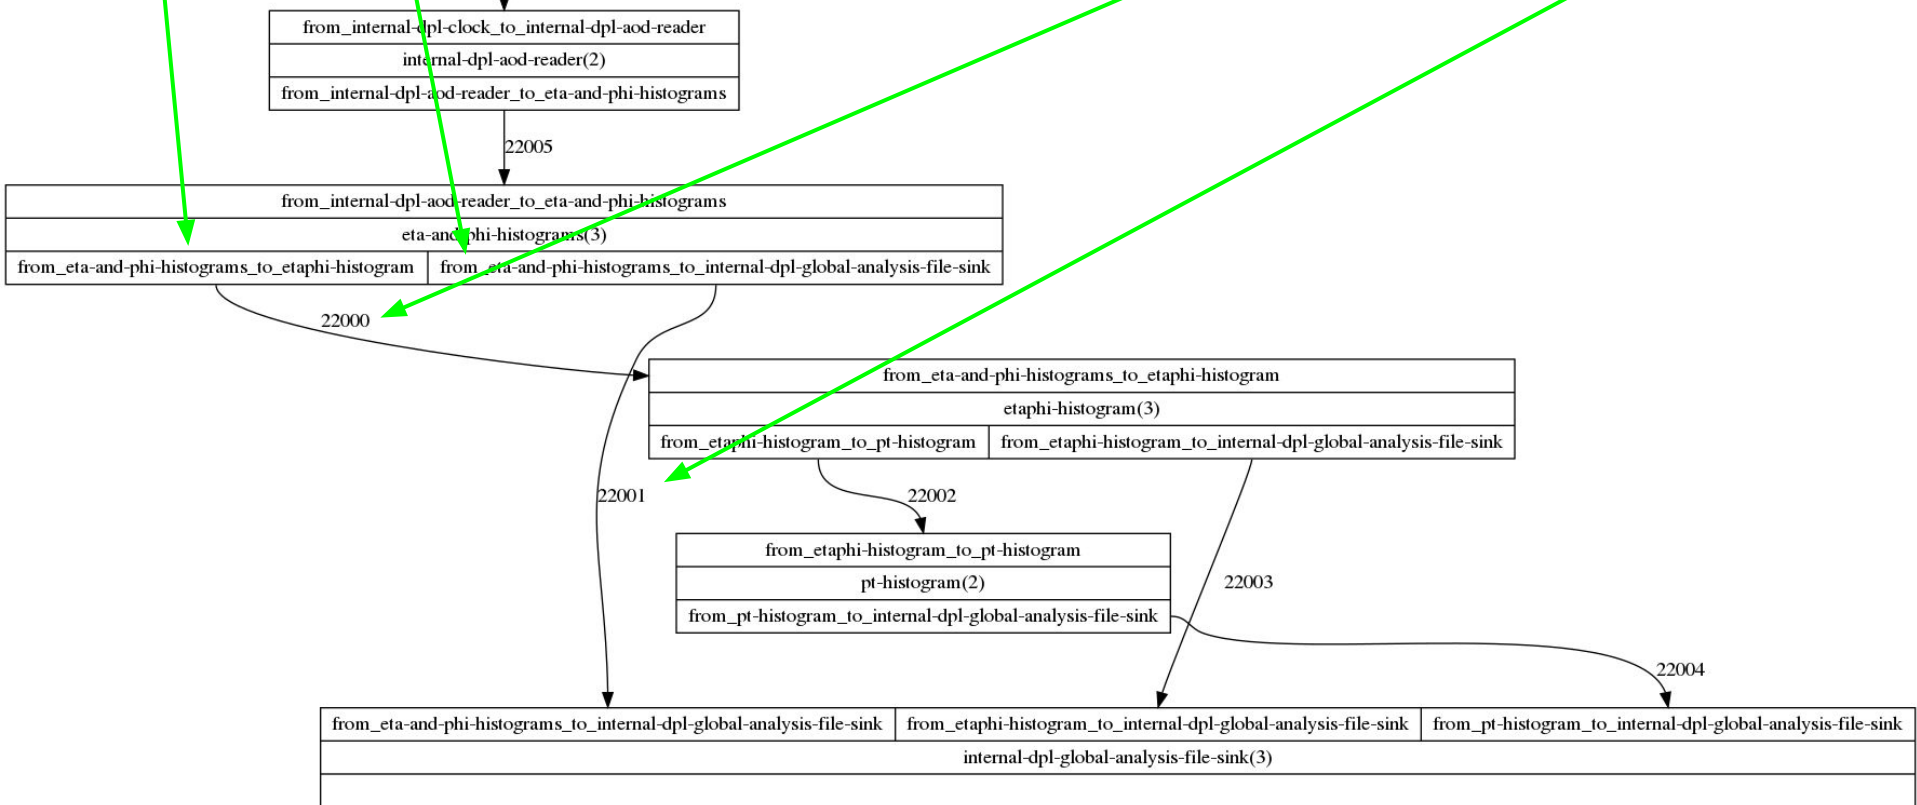 from_internal-dpl-clock_to_internal-dpl-aod-reader
internal-dpl-aod-reader(2)
from_internal-dpl-aod-reader_to_eta-and-phi-histograms
22005
from_internal-dpl-aod-reader_to_eta-and-phi-histograms
eta-and-phi-histograms(3)
from_eta-and-phi-histograms_to_etaphi-histogram
from_eta-and-phi-histograms_to_internal-dpl-global-analysis-file-sink
22000
from_eta-and-phi-histograms_to_etaphi-histogram
etaphi-histogram(3)
from_etaphi-histogram_to_pt-histogram
from_etaphi-histogram_to_internal-dpl-global-analysis-file-sink
22001
22002
from_etaphi-histogram_to_pt-histogram
pt-histogram(2)
from_pt-histogram_to_internal-dpl-global-analysis-file-sink
22003
22004
from_eta-and-phi-histograms_to_internal-dpl-global-analysis-file-sink
from_etaphi-histogram_to_internal-dpl-global-analysis-file-sink
from_pt-histogram_to_internal-dpl-global-analysis-file-sink
internal-dpl-global-analysis-file-sink(3)